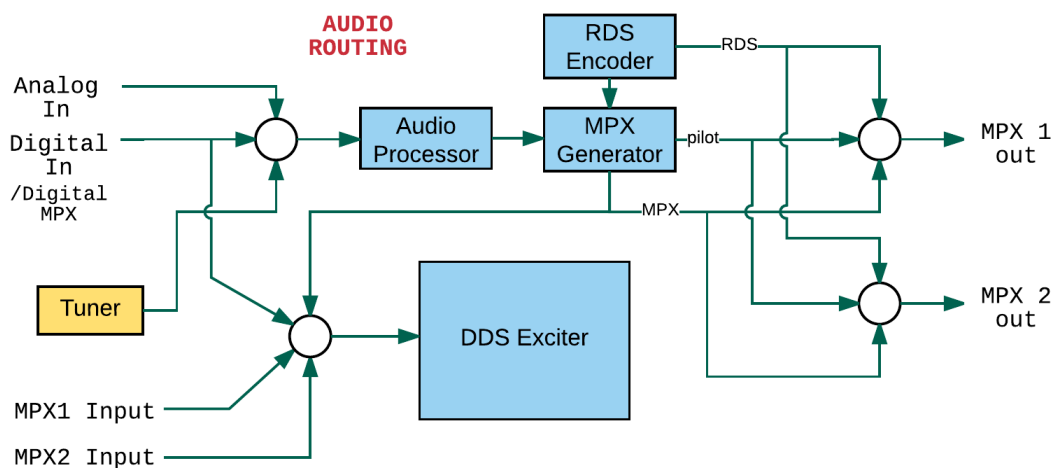 AUDIO
ROUTING
RDS
Encoder
RDS
Analog
In
Audio
Processor
MPX
Generator
pilot
MPX 1
out
Digital
In
/Digital
MPX
MPX
Tuner
DDS Exciter
MPX 2
out
MPX1 Input
MPX2 Input